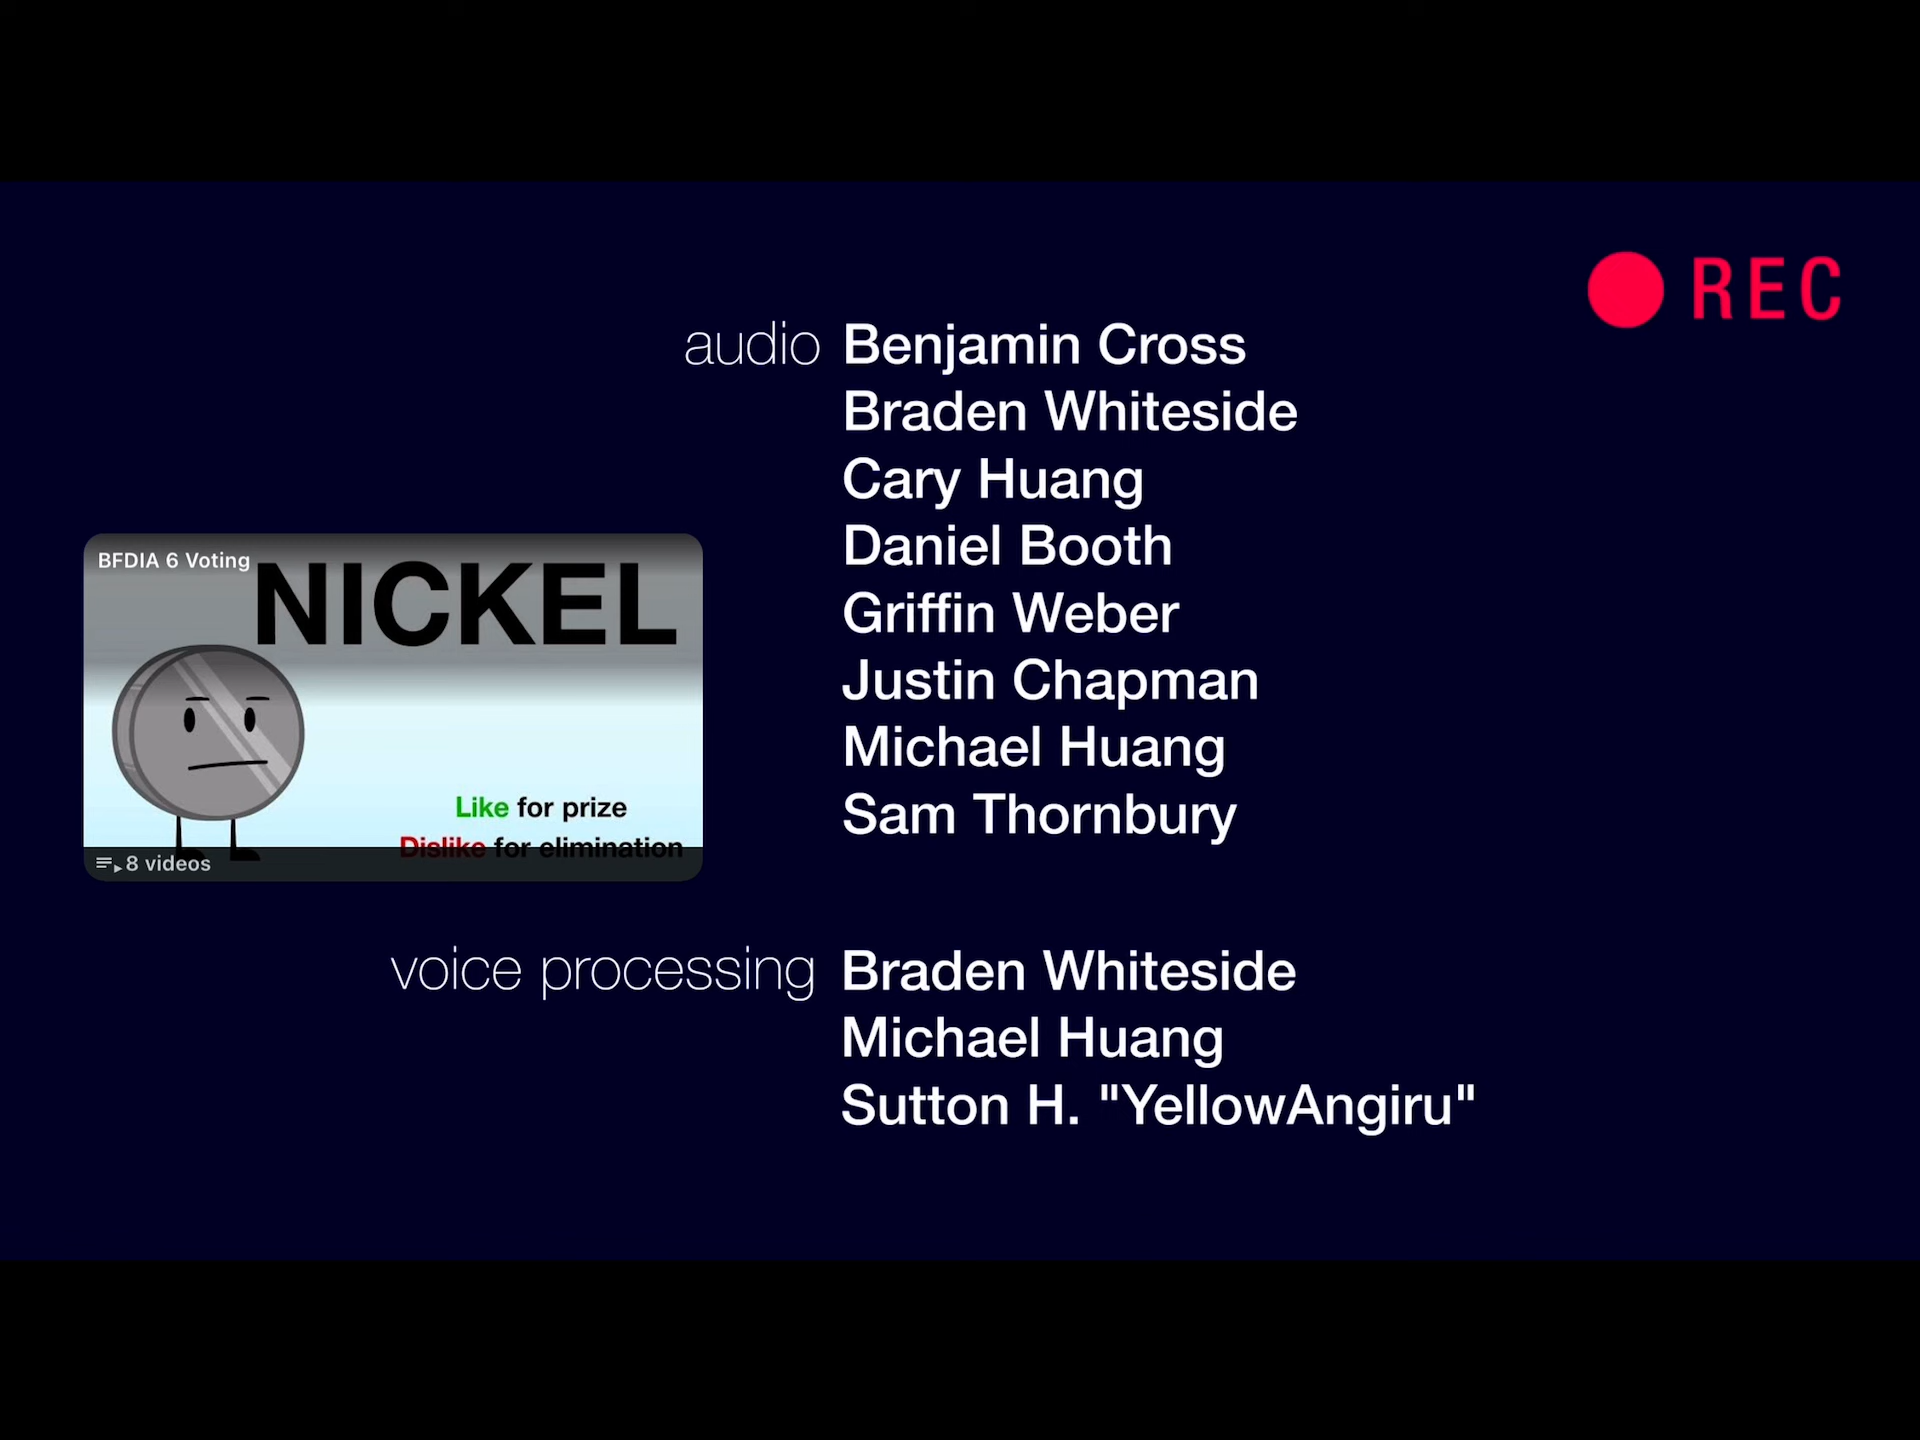 REC
audio Benjamin Cross
Braden Whiteside
Cary Huang
Daniel Booth
Griffin Weber
Justin Chapman
Michael Huang
Sam Thornbury
BFDIA 6 Voting
NICKEL
Like for prize
Dislike for elimination
8 videos
voice processing Braden Whiteside
Michael Huang
Sutton H. "YellowAngiru"